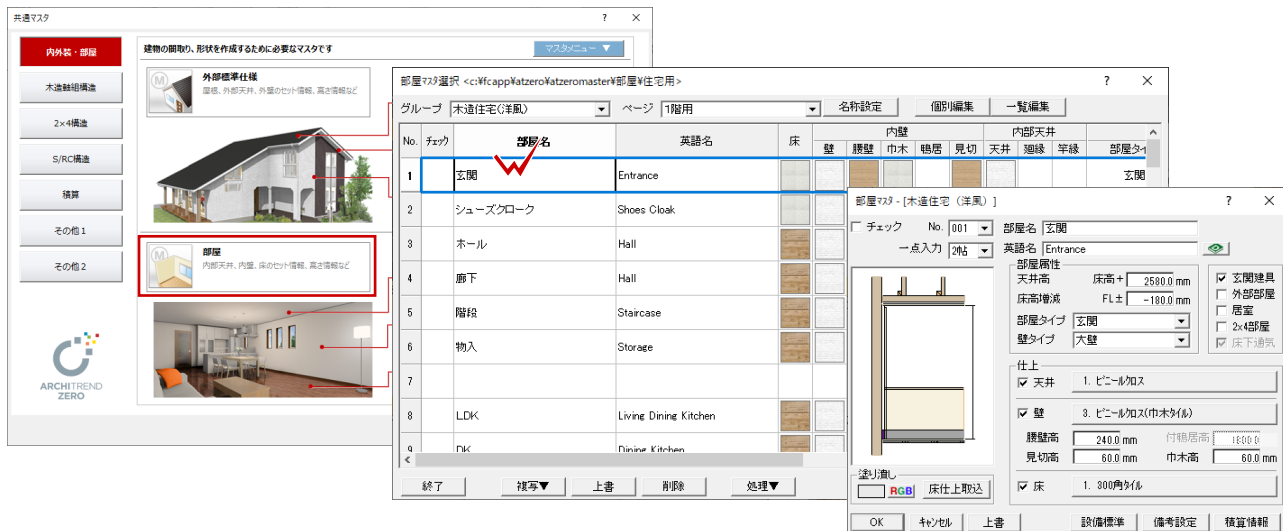 共通マスタ
? ×
内外装・部屋
木造軸組構造
2×4構造
S/RC構造
積算
その他1
その他2
ARCHITREND
ZERO
建物の間取り、形状を作成するために必要なマスタです
マスタメニュー ▼
M
外部標準仕様
屋根、外部天井、外壁のセット情報、高さ情報など
M
部屋
内部天井、内壁、床のセット情報、高さ情報など
部屋マスタ選択 <c:¥fcapp¥atzero¥atzeromaster¥部屋¥住宅用>
? ×
グループ 木造住宅(洋風) ページ 1階用 名称設定 個別編集 一覧編集
No. チェック 部屋名 英語名 床 内壁 内部天井
壁 腰壁 巾木 鴨居 見切 天井 廻縁 竿縁 部屋タイ
1 玄関 Entrance 玄関
2 シューズクローク Shoes Cloak
3 ホール Hall
4 廊下 Hall
5 階段 Staircase
6 物入 Storage
7
8 LDK Living Dining Kitchen
9 DK Dining Kitchen
終了 複写▼ 上書 削除 処理▼
部屋マスタ - [木造住宅（洋風）]
? ×
チェック No. 001 部屋名 玄関
一点入力 2帖 英語名 Entrance
部屋属性
天井高 床高+ 2580.0 mm
床高増減 FL± -180.0 mm
部屋タイプ 玄関
壁タイプ 大壁
玄関建具
外部部屋
居室
2x4部屋
床下通気
仕上
天井 1. ビニールクロス
壁 3. ビニールクロス(巾木タイル)
腰壁高 240.0 mm 付鴨居高 1800.0
見切高 60.0 mm 巾木高 60.0 mm
床 1. 300角タイル
塗り潰し
RGB 床仕上取込
OK キャンセル 上書 設備標準 備考設定 積算情報